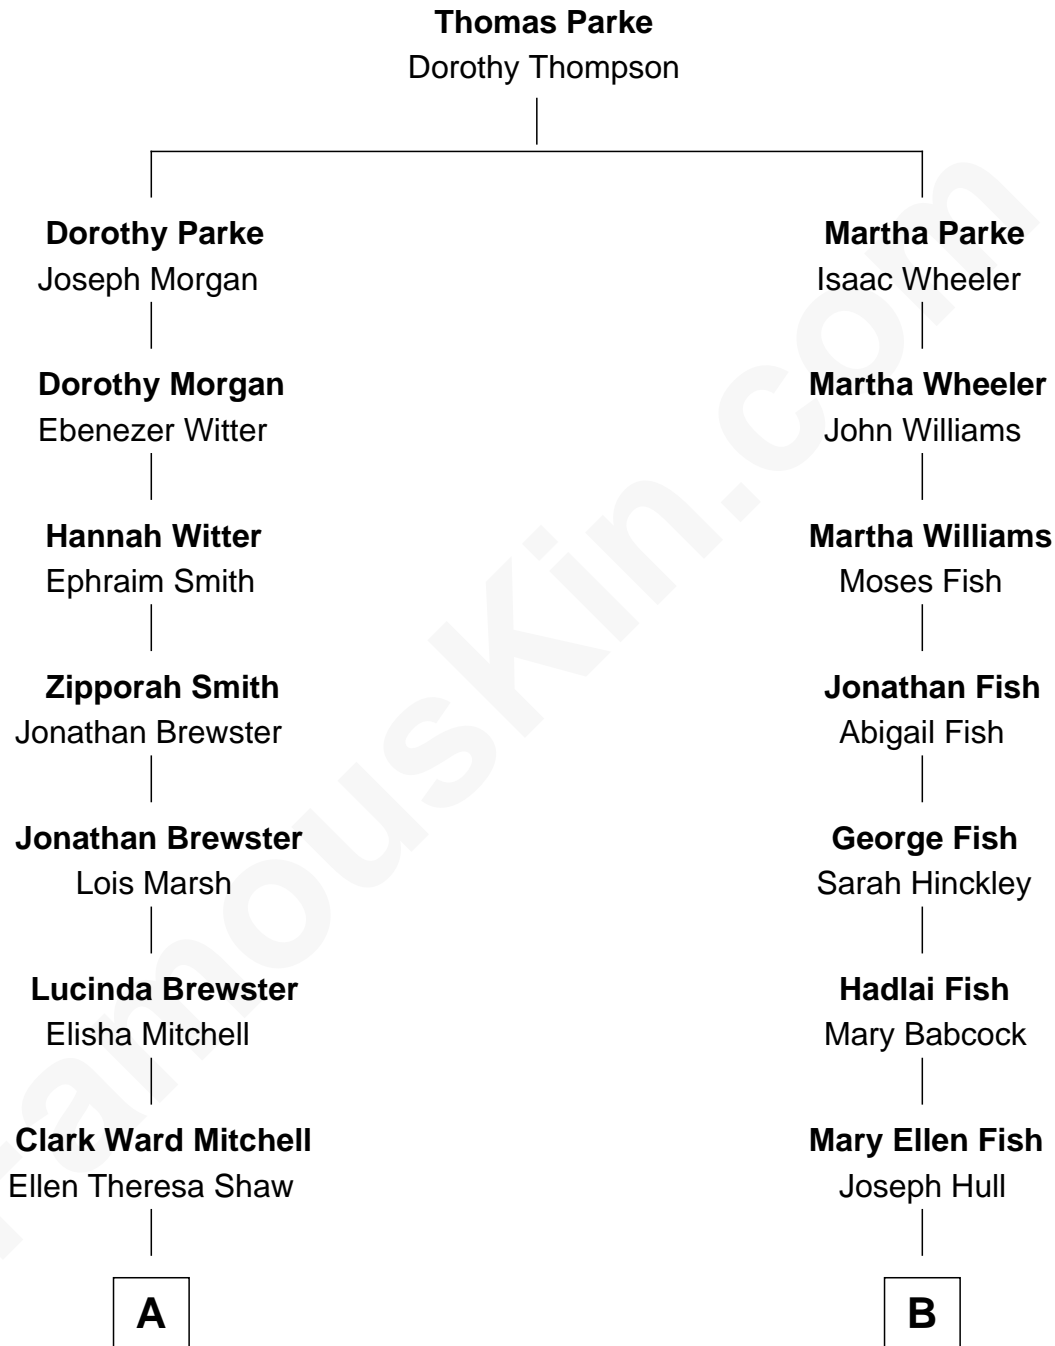 Thomas Parke
Dorothy Thompson
Dorothy Parke
Joseph Morgan
Martha Parke
Isaac Wheeler
Dorothy Morgan
Ebenezer Witter
Martha Wheeler
John Williams
Hannah Witter
Ephraim Smith
Martha Williams
Moses Fish
Zipporah Smith
Jonathan Brewster
Jonathan Fish
Abigail Fish
Jonathan Brewster
Lois Marsh
George Fish
Sarah Hinckley
Lucinda Brewster
Elisha Mitchell
Hadlai Fish
Mary Babcock
Clark Ward Mitchell
Ellen Theresa Shaw
Mary Ellen Fish
Joseph Hull
A
B
FamousKin.com